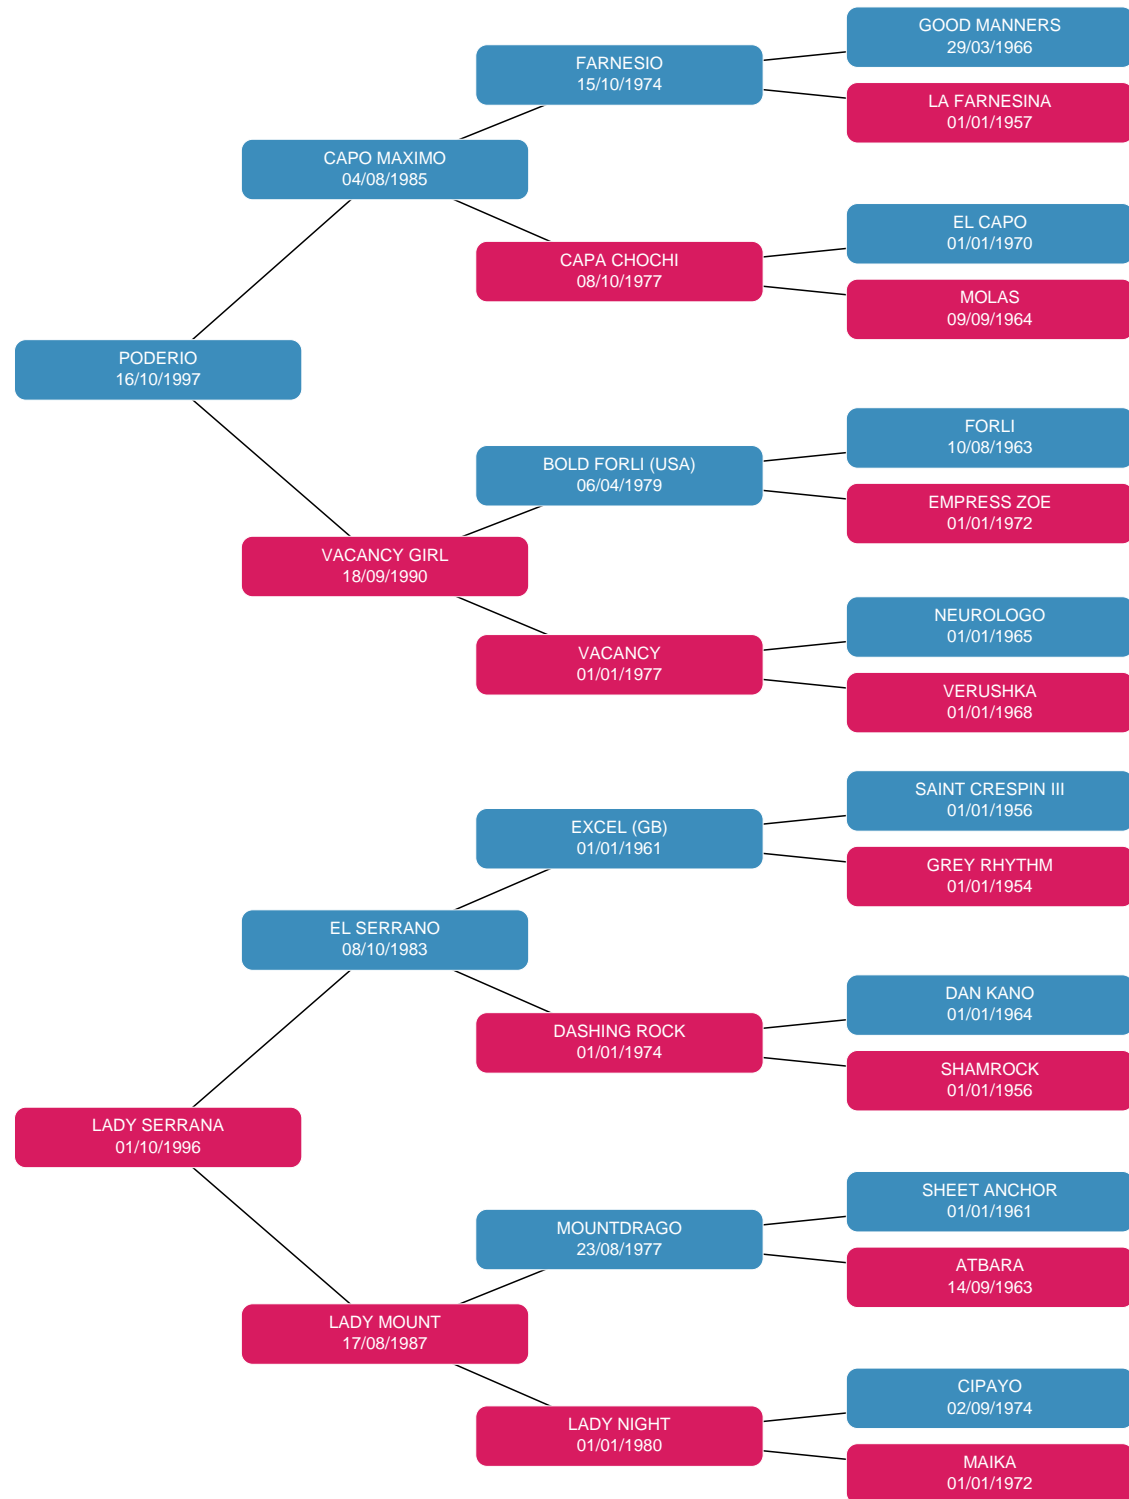 GOOD MANNERS
29/03/1966
FARNESIO
15/10/1974
LA FARNESINA
01/01/1957
CAPO MAXIMO
04/08/1985
EL CAPO
01/01/1970
CAPA CHOCHI
08/10/1977
MOLAS
09/09/1964
PODERIO
16/10/1997
FORLI
10/08/1963
BOLD FORLI (USA)
06/04/1979
EMPRESS ZOE
01/01/1972
VACANCY GIRL
18/09/1990
NEUROLOGO
01/01/1965
VACANCY
01/01/1977
VERUSHKA
01/01/1968
SAINT CRESPIN III
01/01/1956
EXCEL (GB)
01/01/1961
GREY RHYTHM
01/01/1954
EL SERRANO
08/10/1983
DAN KANO
01/01/1964
DASHING ROCK
01/01/1974
SHAMROCK
01/01/1956
LADY SERRANA
01/10/1996
SHEET ANCHOR
01/01/1961
MOUNTDRAGO
23/08/1977
ATBARA
14/09/1963
LADY MOUNT
17/08/1987
CIPAYO
02/09/1974
LADY NIGHT
01/01/1980
MAIKA
01/01/1972